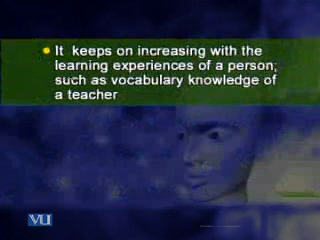 It keeps on increasing with the
learning experiences of a person;
such as vocabulary knowledge of
a teacher
VU